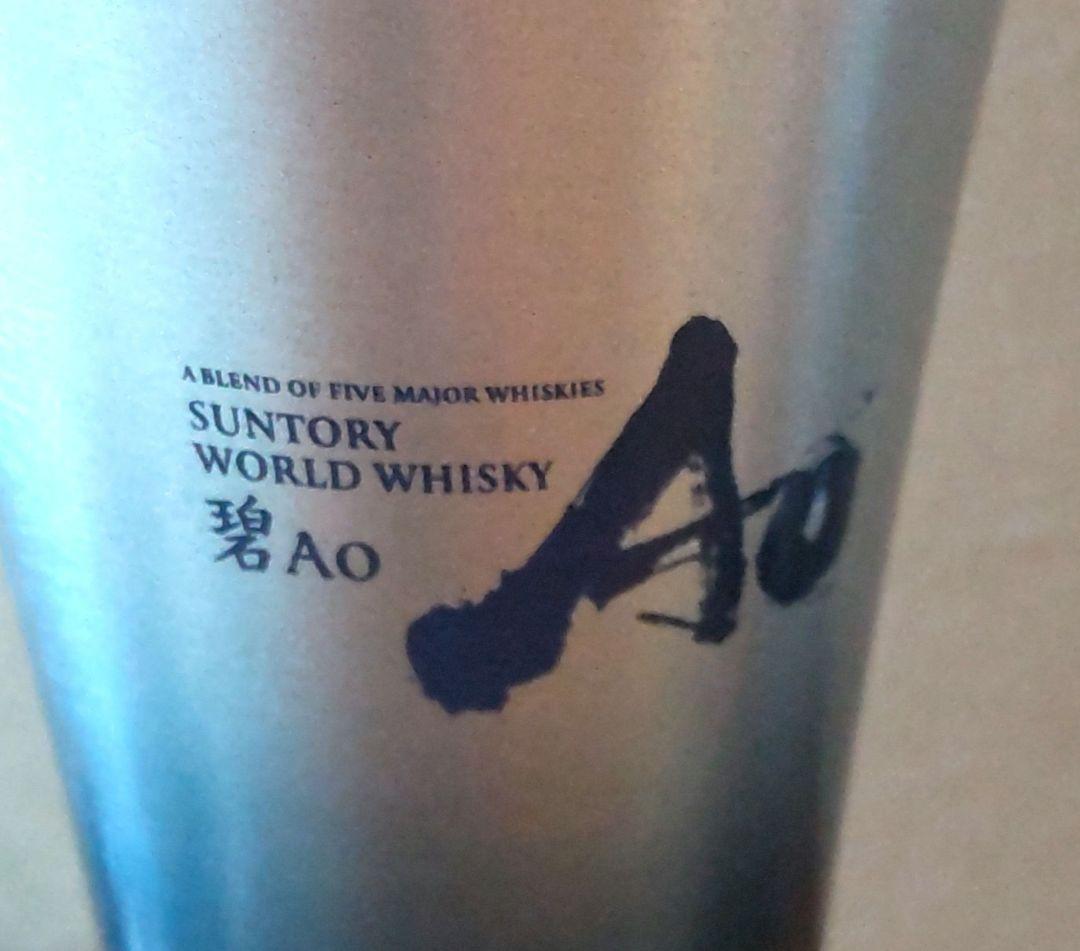 A BLEND OF FIVE MAJOR WHISKIES
SUNTORY
WORLD WHISKY
碧 AO
Ao